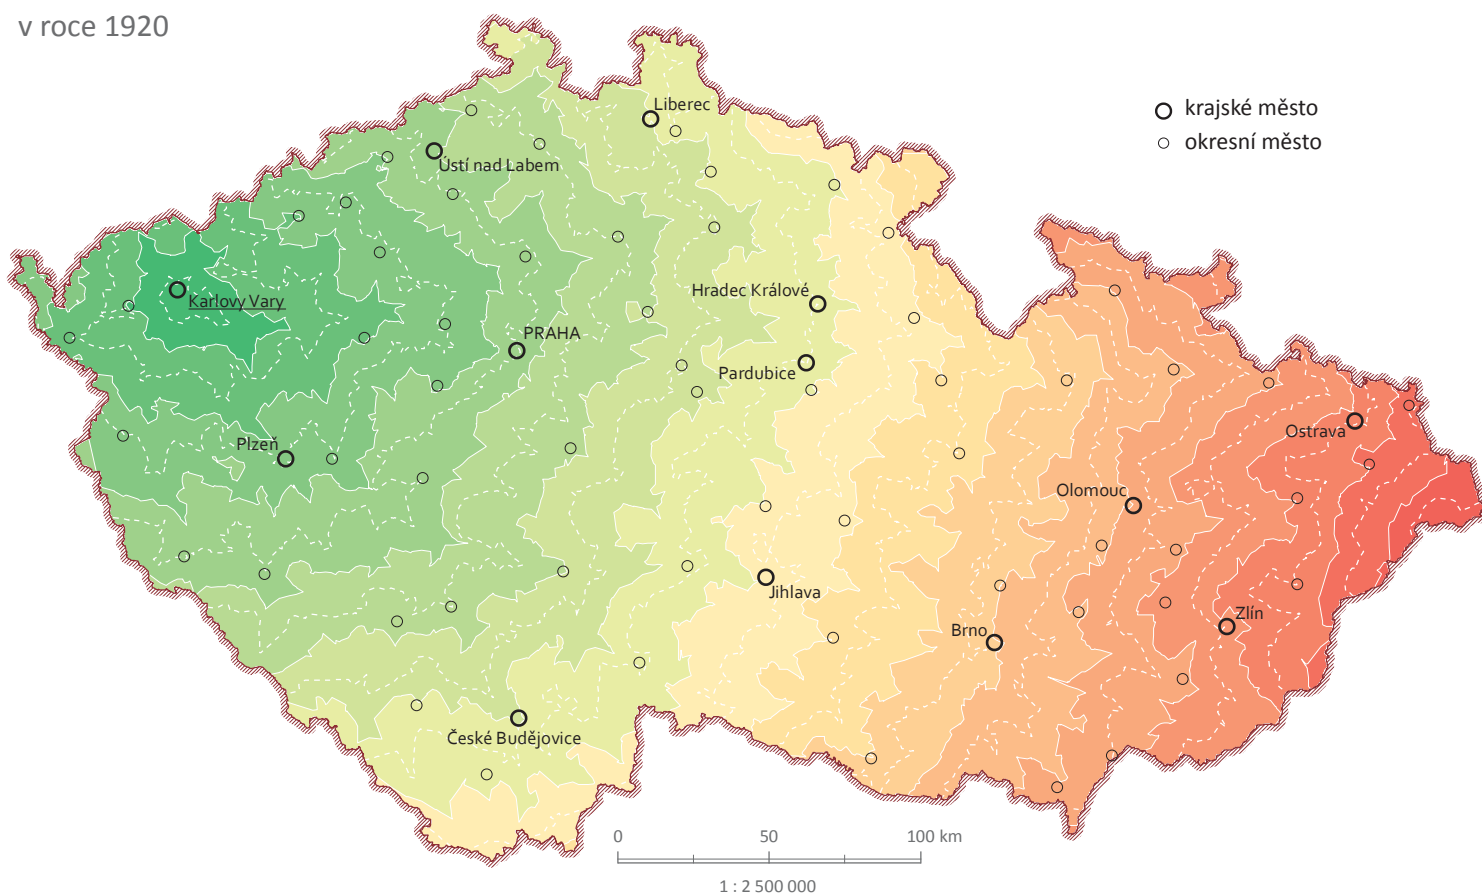 v roce 1920
krajské město
okresní město
Liberec
Ústí nad Labem
Karlovy Vary
Hradec Králové
PRAHA
Pardubice
Plzeň
Ostrava
Olomouc
Jihlava
Zlín
Brno
České Budějovice
0 50 100 km
1 : 2 500 000